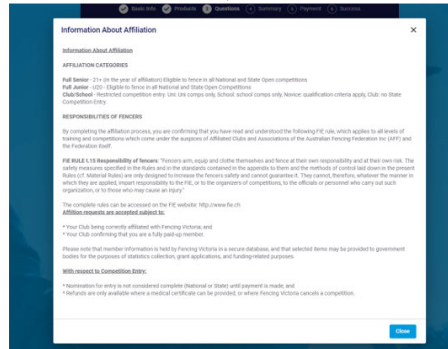 Basic Info Products 3 Questions 4 Summary 5 Payment 6 Success
Information About Affiliation
Information About Affiliation
AFFILIATION CATEGORIES
Full Senior - 21+ (in the year of affiliation) Eligible to fence in all National and State Open competitions
Full Junior - U20 - Eligible to fence in all National and State Open Competitions
Club/School - Restricted competition entry: Uni: Uni comps only, School: school comps only, Novice: qualification criteria apply, Club: no State
Competition Entry.
RESPONSIBILITIES OF FENCERS
By completing the affiliation process, you are confirming that you have read and understood the following FIE rule, which applies to all levels of
training and competitions which come under the auspices of Affiliated Clubs and Associations of the Australian Fencing Federation Inc (AFF) and
the Federation itself.
FIE RULE 1.15 Responsibility of fencers: "Fencers arm, equip and clothe themselves and fence at their own responsibility and at their own risk. The
safety measures specified in the Rules and in the standards contained in the appendix to them and the methods of control laid down in the present
Rules (cf. Material Rules) are only designed to increase the fencers safety and cannot guarantee it. They cannot, therefore, whatever the manner in
which they are applied, impart responsibility to the FIE, or to the organizers of competitions, to the officials or personnel who carry out such
organization, or to those who may cause an injury".
The complete rules can be accessed on the FIE website: http://www.fie.ch
Affiliation requests are accepted subject to:
* Your Club being correctly affiliated with Fencing Victoria; and
* Your Club confirming that you are a fully paid-up member.
Please note that member information is held by Fencing Victoria in a secure database, and that selected items may be provided to government
bodies for the purposes of statistics collection, grant applications, and funding-related purposes.
With respect to Competition Entry:
* Nomination for entry is not considered complete (National or State) until payment is made; and
* Refunds are only available where a medical certificate can be provided, or where Fencing Victoria cancels a competition.
Close